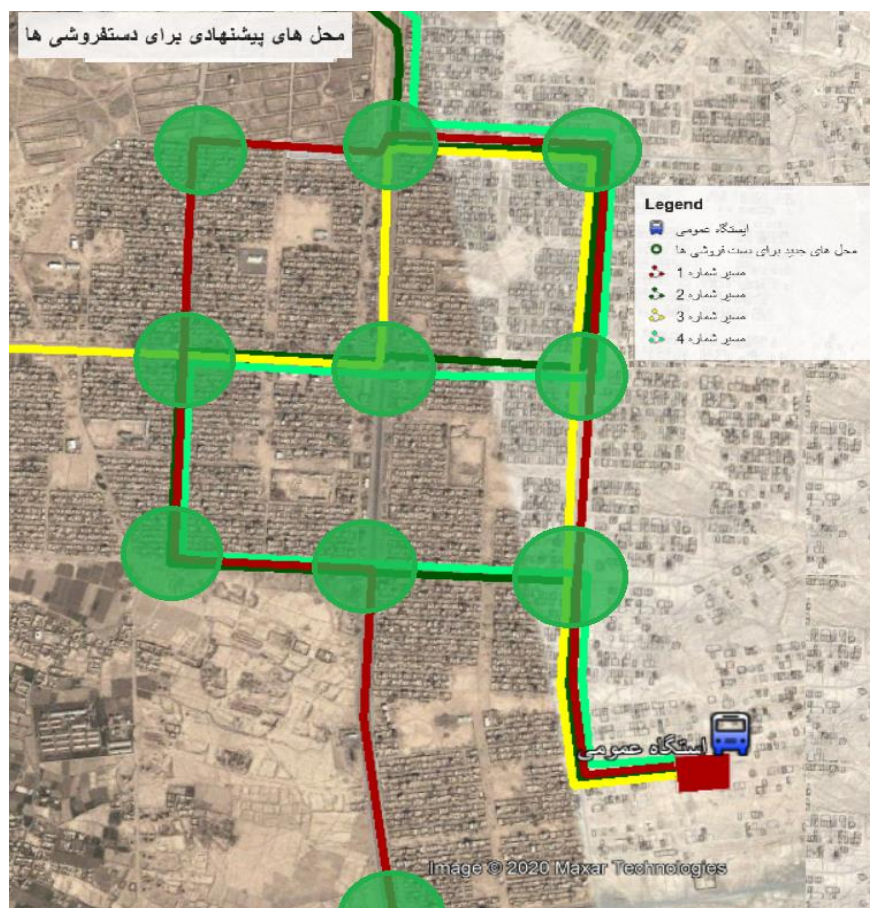 محل های پیشنهادی برای دستفروشی ها
Legend
ایستگاه عمومی
محل های جدید برای دست فروشی ها
مسیر شماره 1
مسیر شماره 2
مسیر شماره 3
مسیر شماره 4
استگاه عمومی
Image © 2020 Maxar Technologies